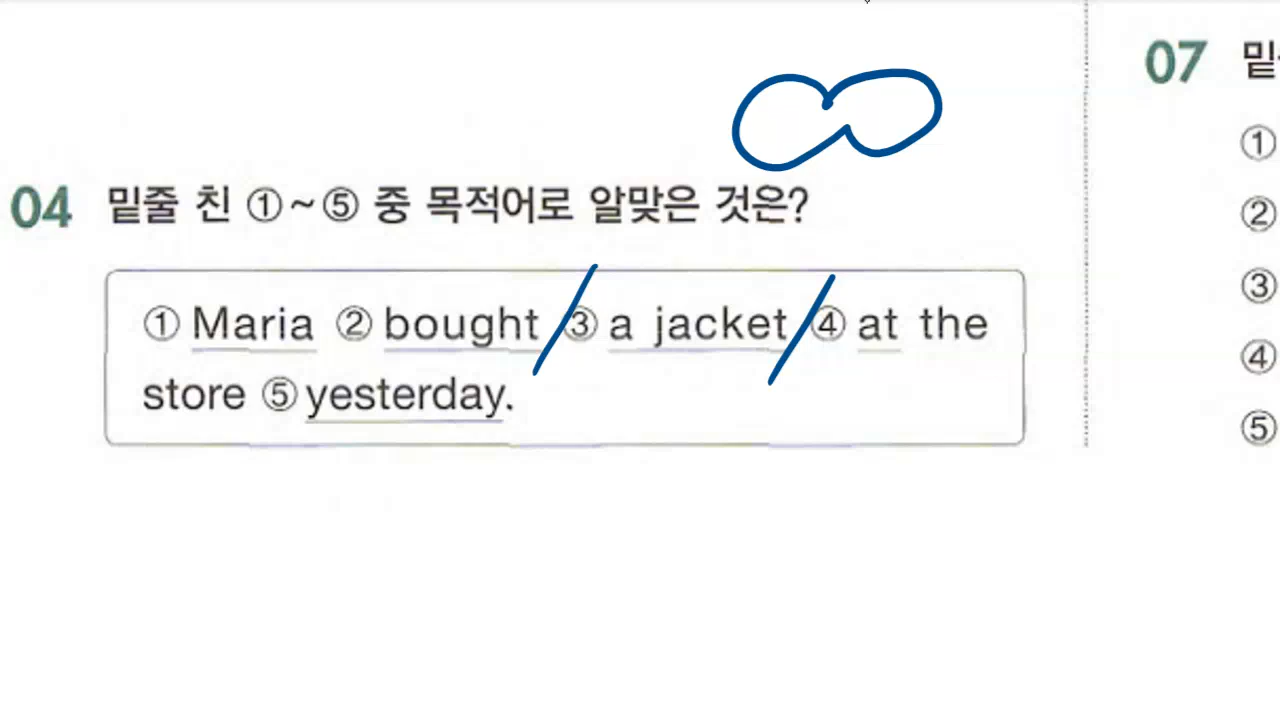 04 밑줄 친 ①~⑤ 중 목적어로 알맞은 것은?
① Maria ② bought ③ a jacket ④ at the
store ⑤ yesterday.
07
①
②
③
④
⑤